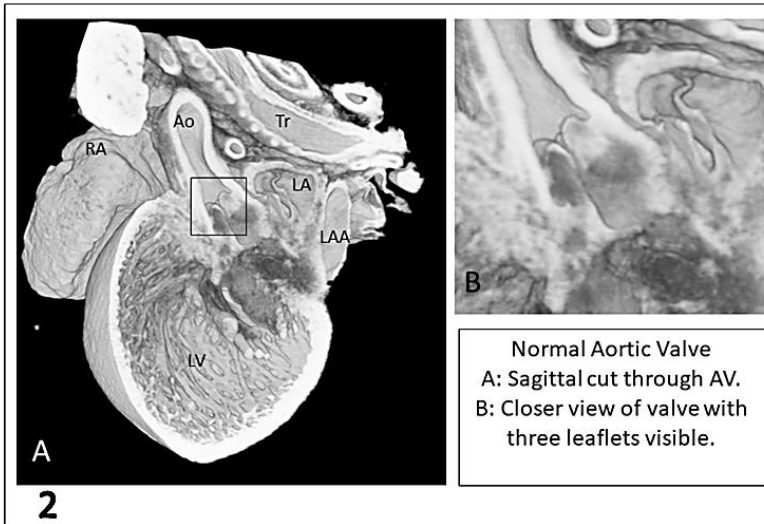 RA
Ao
Tr
LA
LAA
LV
A
B
Normal Aortic Valve
A: Sagittal cut through AV.
B: Closer view of valve with
three leaflets visible.
2